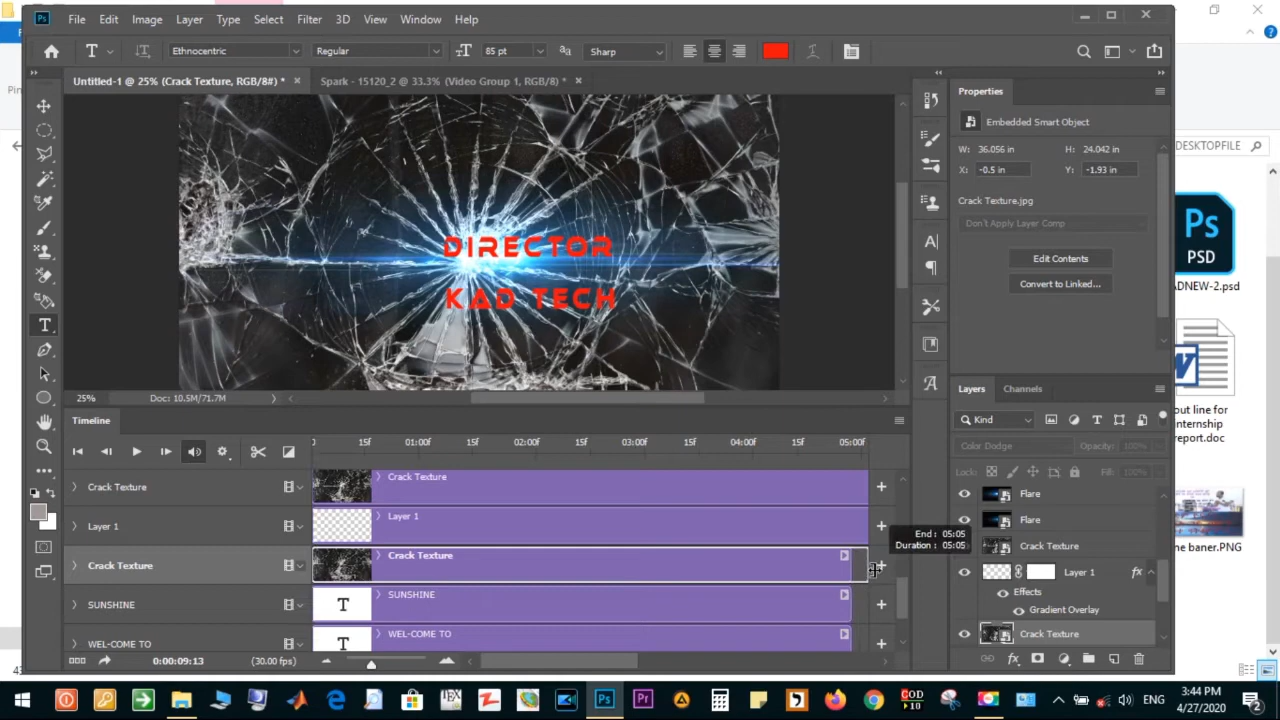 File Edit Image Layer Type Select Filter 3D View Window Help
Ethnocentric Regular 85 pt Sharp
Untitled-1 @ 25% (Crack Texture, RGB/8#) * Spark - 15120_2 @ 33.3% (Video Group 1, RGB/8) *
DIRECTOR
KAD TECH
25% Doc: 10.5M/71.7M
Timeline
15f 01:00f 15f 02:00f 15f 03:00f 15f 04:00f 15f 05:00f
Crack Texture Crack Texture
Layer 1 Layer 1
End: 05:05
Duration: 05:05
Crack Texture Crack Texture
SUNSHINE T SUNSHINE
WEL-COME TO T WEL-COME TO
0:00:09:13 (30.00 fps)
Properties
Embedded Smart Object
W: 36.056 in H: 24.042 in
X: -0.5 in Y: -1.93 in
Crack Texture.jpg
Don't Apply Layer Comp
Edit Contents
Convert to Linked...
Layers Channels
Kind
Color Dodge Opacity: 100%
Lock: Fill: 100%
Flare
Flare
Crack Texture
Layer 1 fx
Effects
Gradient Overlay
Crack Texture
DESKTOPFILE
Ps
PSD
ADNEW-2.psd
out line for
internship
report.doc
ne baner.PNG
ENG
3:44 PM
4/27/2020